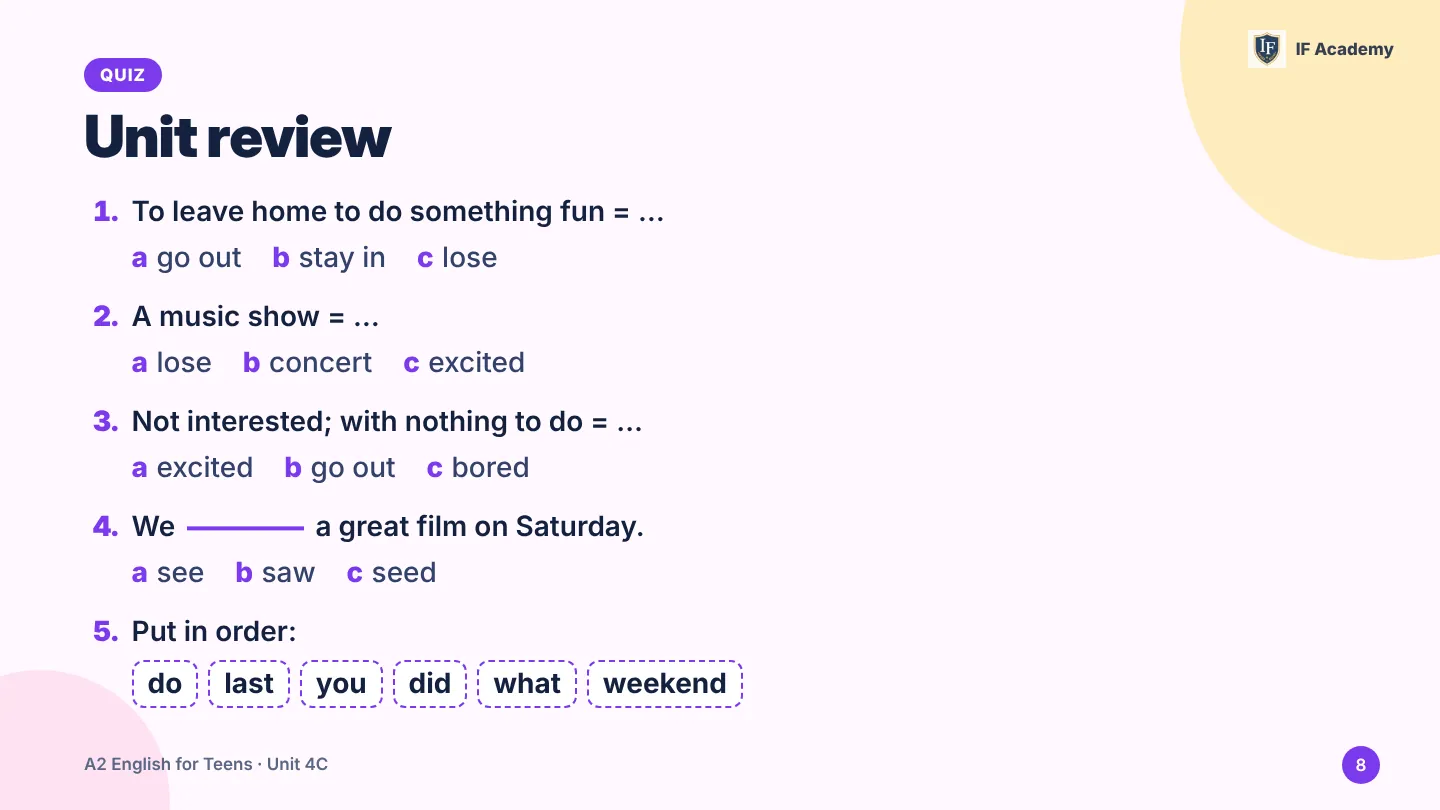 IF
IF Academy
QUIZ
Unit review
1. To leave home to do something fun = ...
a go out b stay in c lose
2. A music show = ...
a lose b concert c excited
3. Not interested; with nothing to do = ...
a excited b go out c bored
4. We ______ a great film on Saturday.
a see b saw c seed
5. Put in order:
do last you did what weekend
A2 English for Teens · Unit 4C
8